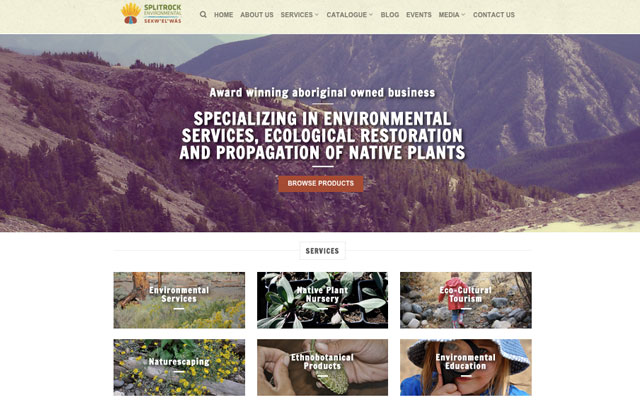 SPLITROCK
ENVIRONMENTAL
SEKW'EL'WÁS
HOME ABOUT US SERVICES CATALOGUE BLOG EVENTS MEDIA CONTACT US
Award winning aboriginal owned business
SPECIALIZING IN ENVIRONMENTAL
SERVICES, ECOLOGICAL RESTORATION
AND PROPAGATION OF NATIVE PLANTS
BROWSE PRODUCTS
SERVICES
Environmental
Services
Native Plant
Nursery
Eco-Cultural
Tourism
Naturescaping
Ethnobotanical
Products
Environmental
Education